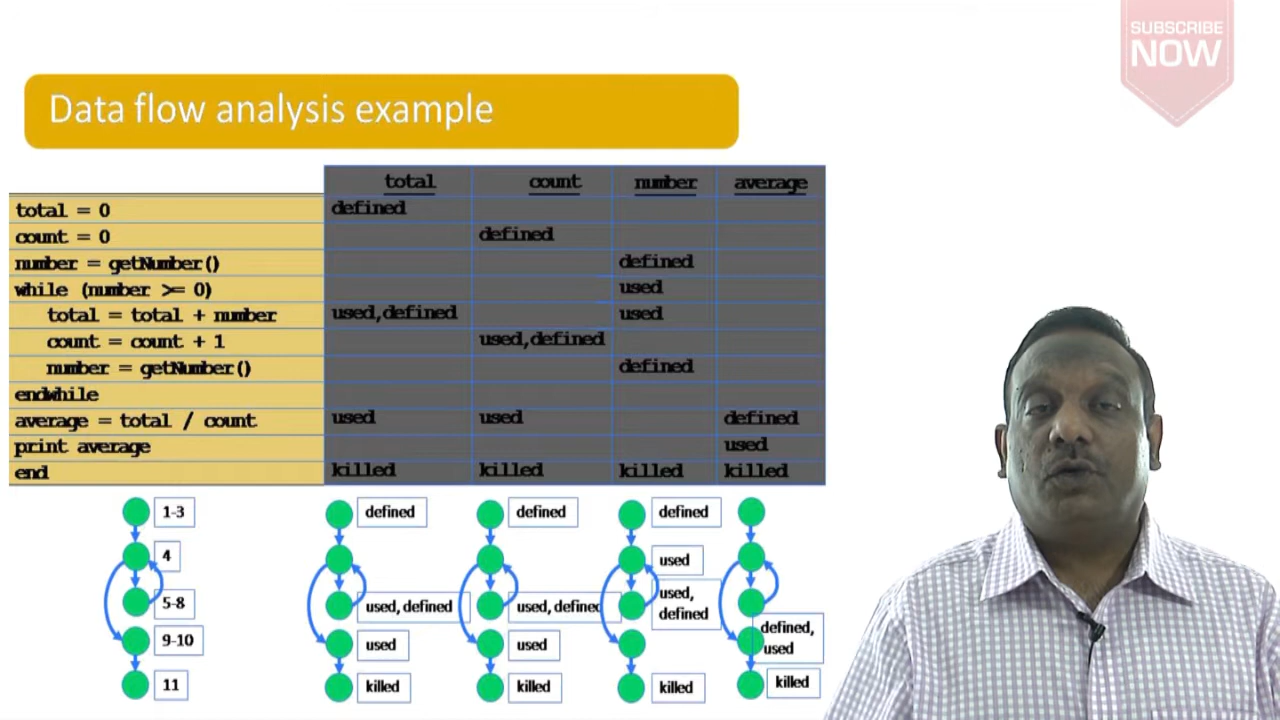 SUBSCRIBE
NOW
Data flow analysis example
total count number average
total = 0 defined
count = 0 defined
number = getNumber() defined
while (number >= 0) used
total = total + number used,defined used
count = count + 1 used,defined
number = getNumber() defined
endwhile
average = total / count used used defined
print average used
end killed killed killed killed
1-3 defined defined defined
4 used
5-8 used, defined used, defined used,
defined
9-10 used used defined,
used
11 killed killed killed killed